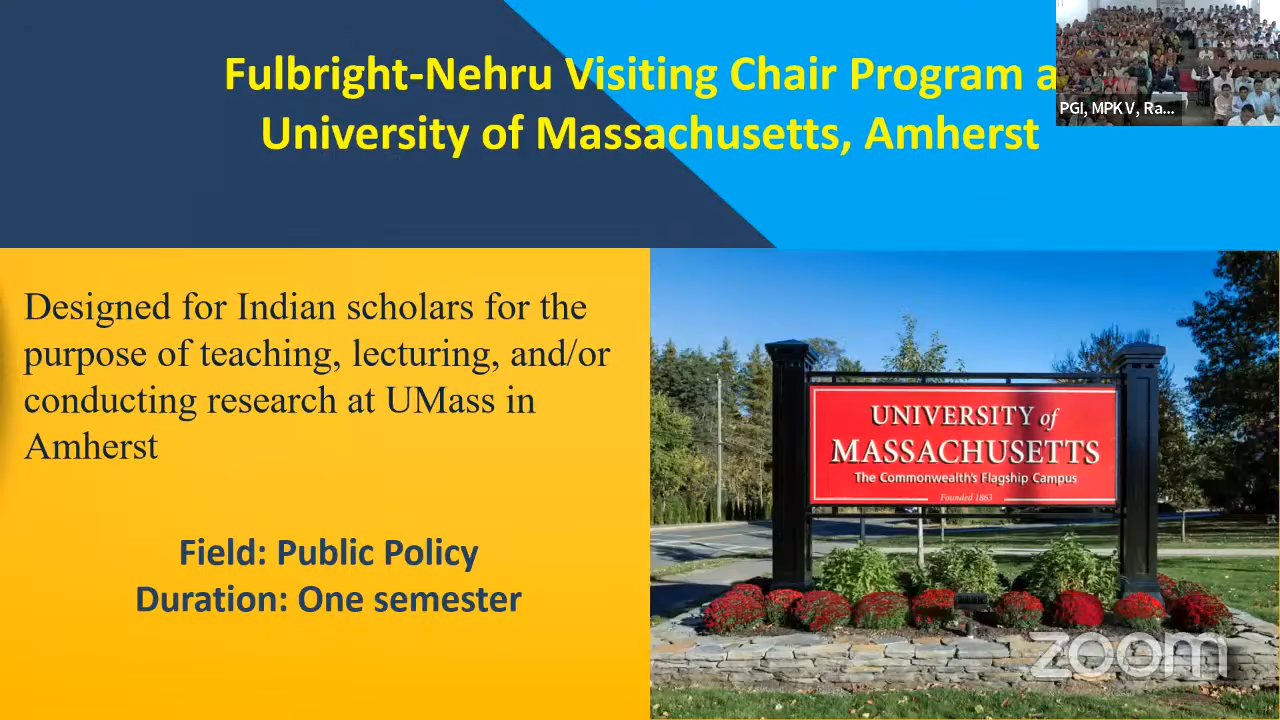 Fulbright-Nehru Visiting Chair Program a
University of Massachusetts, Amherst
PGI, MPKV, Ra...
Designed for Indian scholars for the
purpose of teaching, lecturing, and/or
conducting research at UMass in
Amherst
Field: Public Policy
Duration: One semester
UNIVERSITY of
MASSACHUSETTS
The Commonwealth's Flagship Campus
Founded 1863
zoom